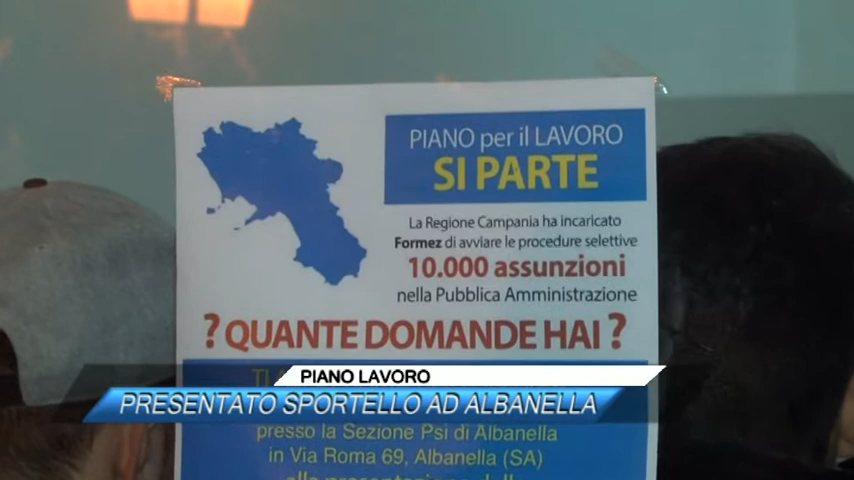 PIANO per il LAVORO
SI PARTE
La Regione Campania ha incaricato
Formez di avviare le procedure selettive
10.000 assunzioni
nella Pubblica Amministrazione
? QUANTE DOMANDE HAI ?
PIANO LAVORO
PRESENTATO SPORTELLO AD ALBANELLA
presso la Sezione Psi di Albanella
in Via Roma 69, Albanella (SA)